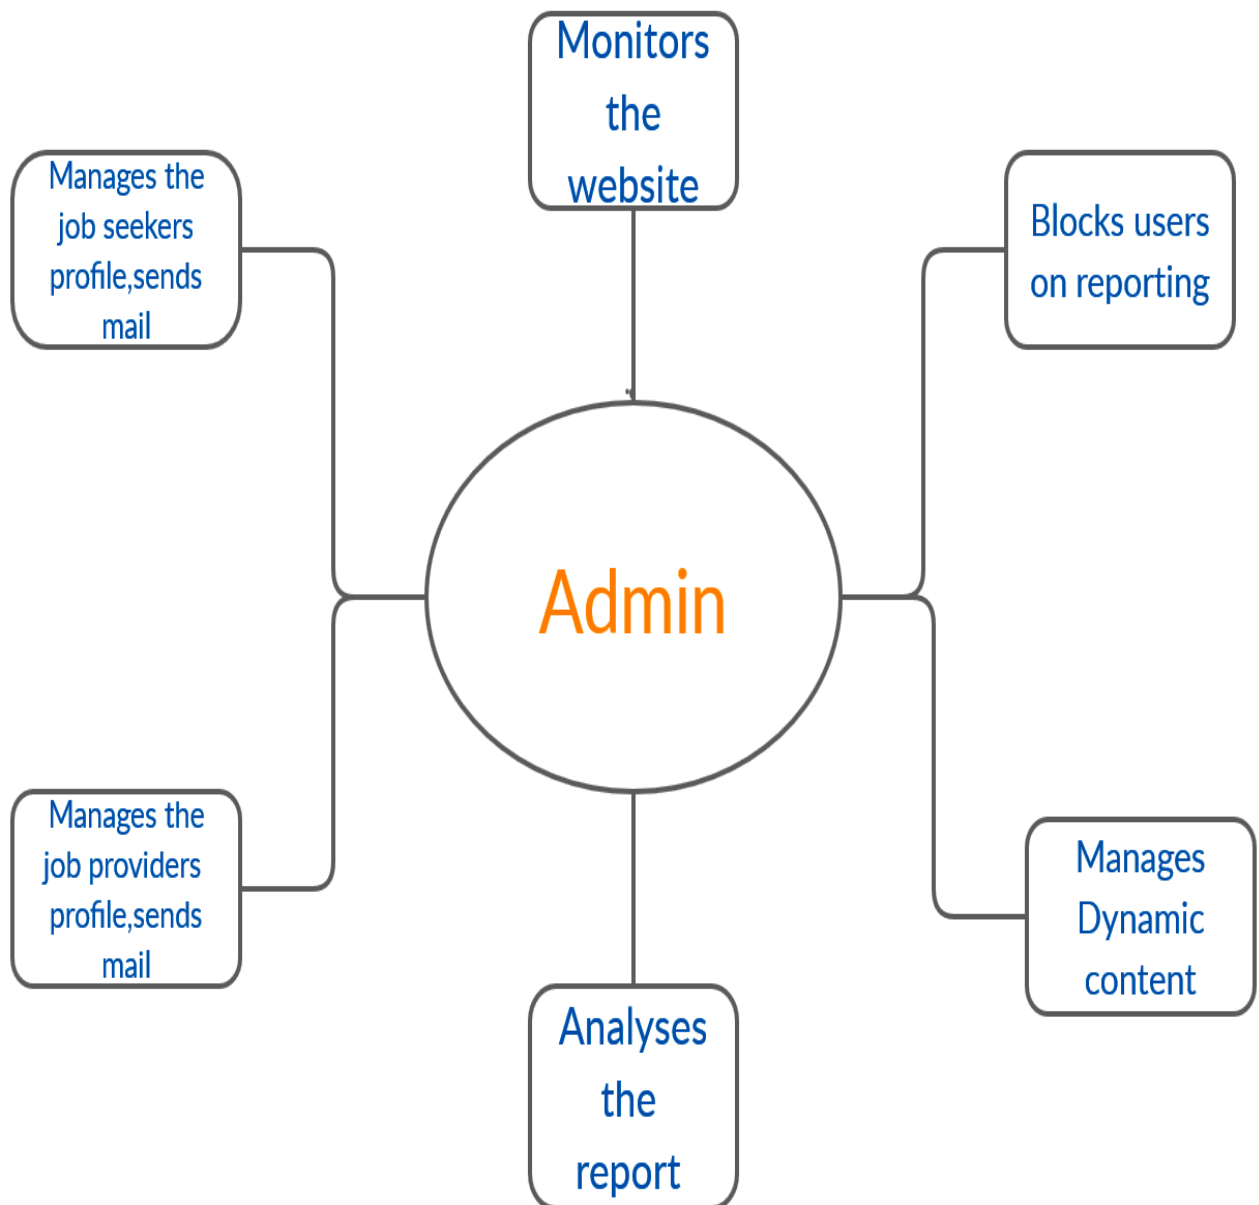 Monitors
the
website
Manages the
job seekers
profile,sends
mail
Blocks users
on reporting
Admin
Manages the
job providers
profile,sends
mail
Manages
Dynamic
content
Analyses
the
report